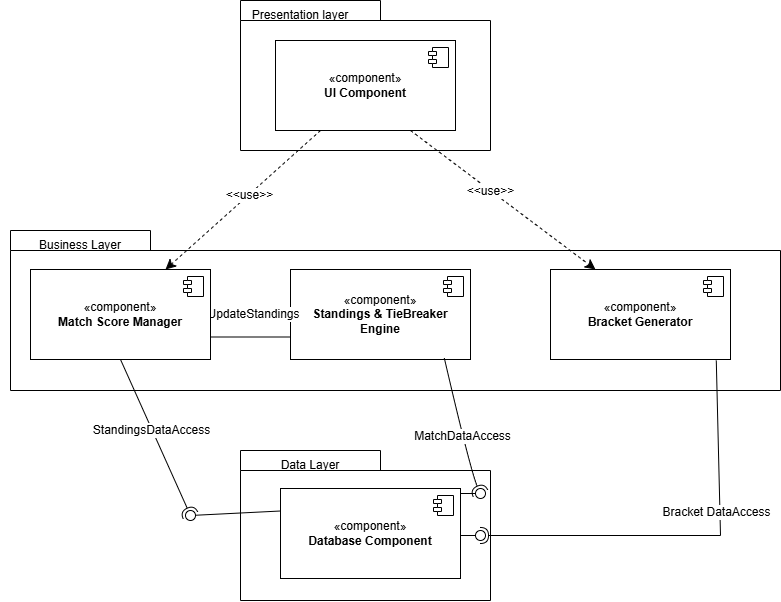 Presentation layer
«component»
UI Component
<<use>>
<<use>>
Business Layer
«component»
Match Score Manager
UpdateStandings
«component»
Standings & TieBreaker
Engine
«component»
Bracket Generator
StandingsDataAccess
MatchDataAccess
Bracket DataAccess
Data Layer
«component»
Database Component